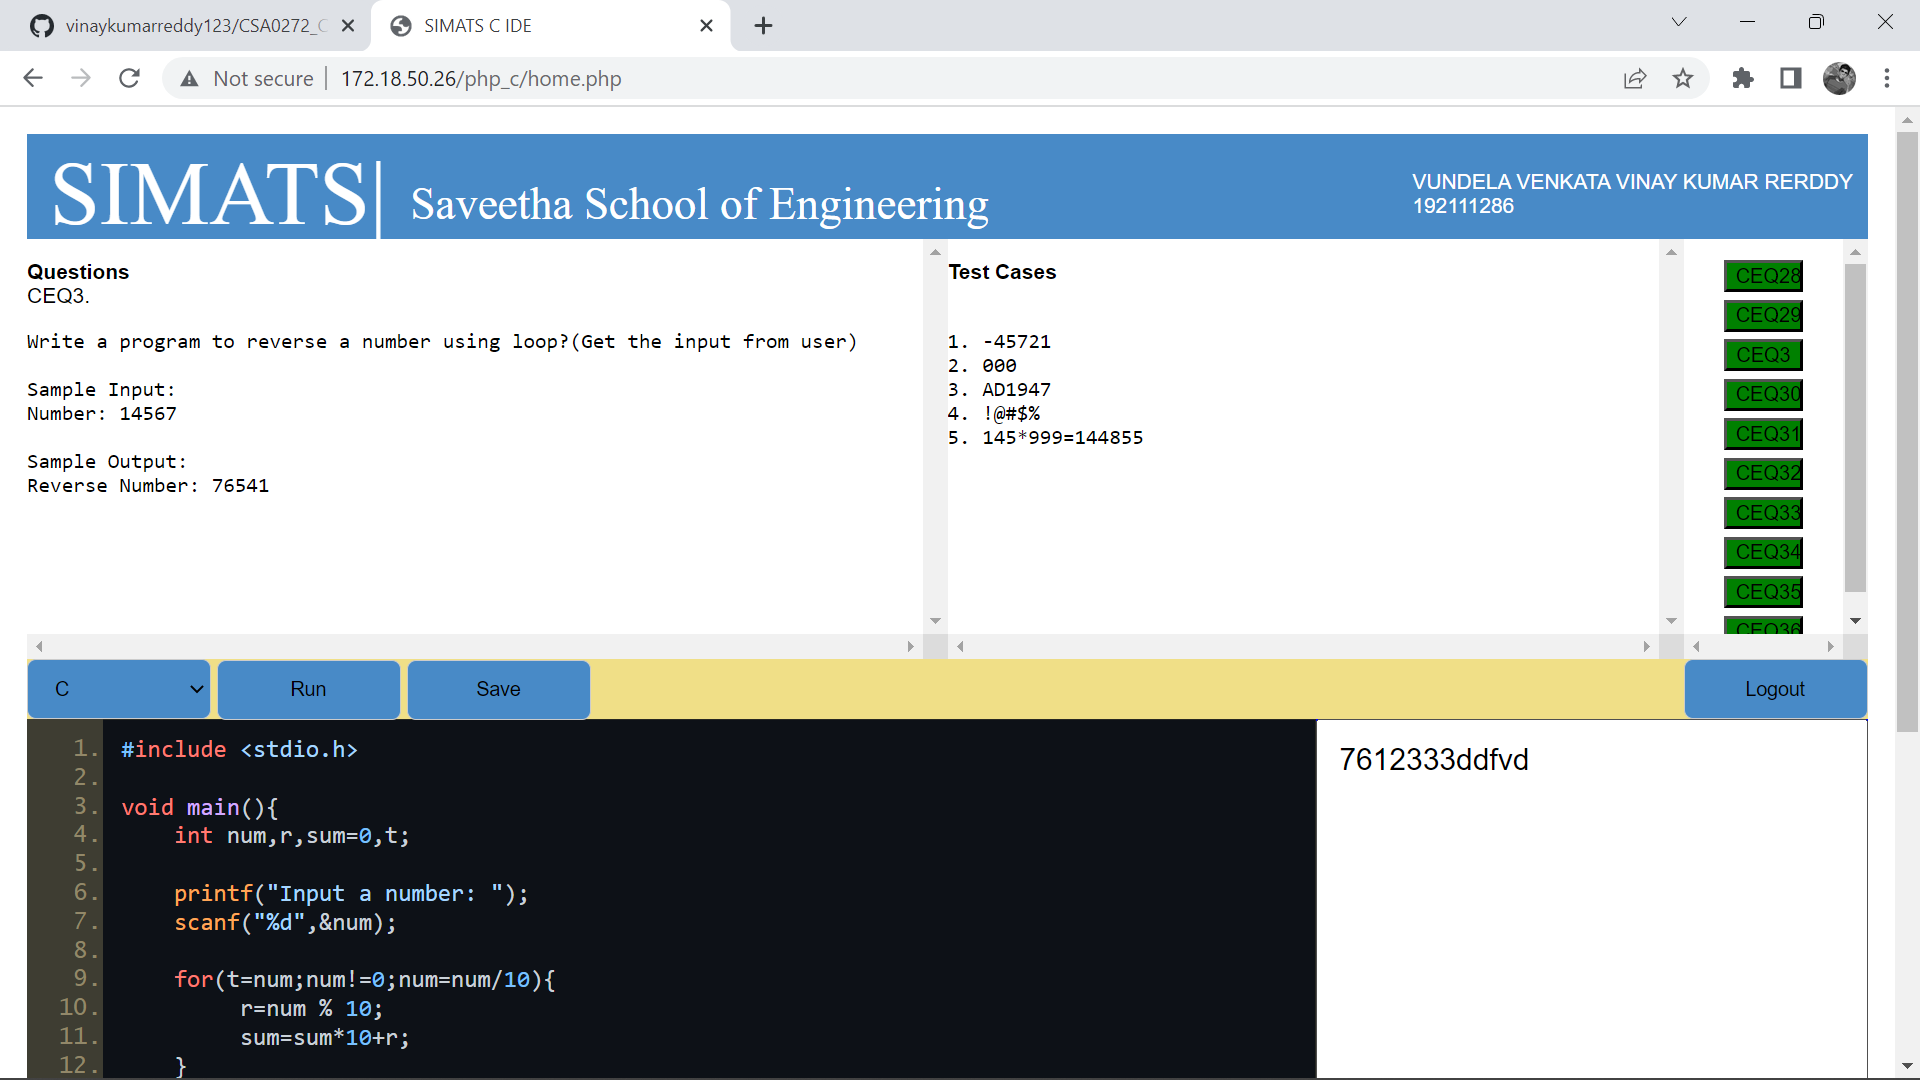 vinaykumarreddy123/CSA0272_C
SIMATS C IDE
Not secure
172.18.50.26/php_c/home.php
SIMATS| Saveetha School of Engineering
VUNDELA VENKATA VINAY KUMAR RERDDY
192111286
Questions
CEQ3.
Write a program to reverse a number using loop?(Get the input from user)
Sample Input:
Number: 14567
Sample Output:
Reverse Number: 76541
Test Cases
1. -45721
2. 000
3. AD1947
4. !@#$%
5. 145*999=144855
CEQ28
CEQ29
CEQ3
CEQ30
CEQ31
CEQ32
CEQ33
CEQ34
CEQ35
CEQ36
C
Run
Save
Logout
1. #include <stdio.h>
2.
3. void main(){
4. int num,r,sum=0,t;
5.
6. printf("Input a number: ");
7. scanf("%d",&num);
8.
9. for(t=num;num!=0;num=num/10){
10. r=num % 10;
11. sum=sum*10+r;
12. }
7612333ddfvd